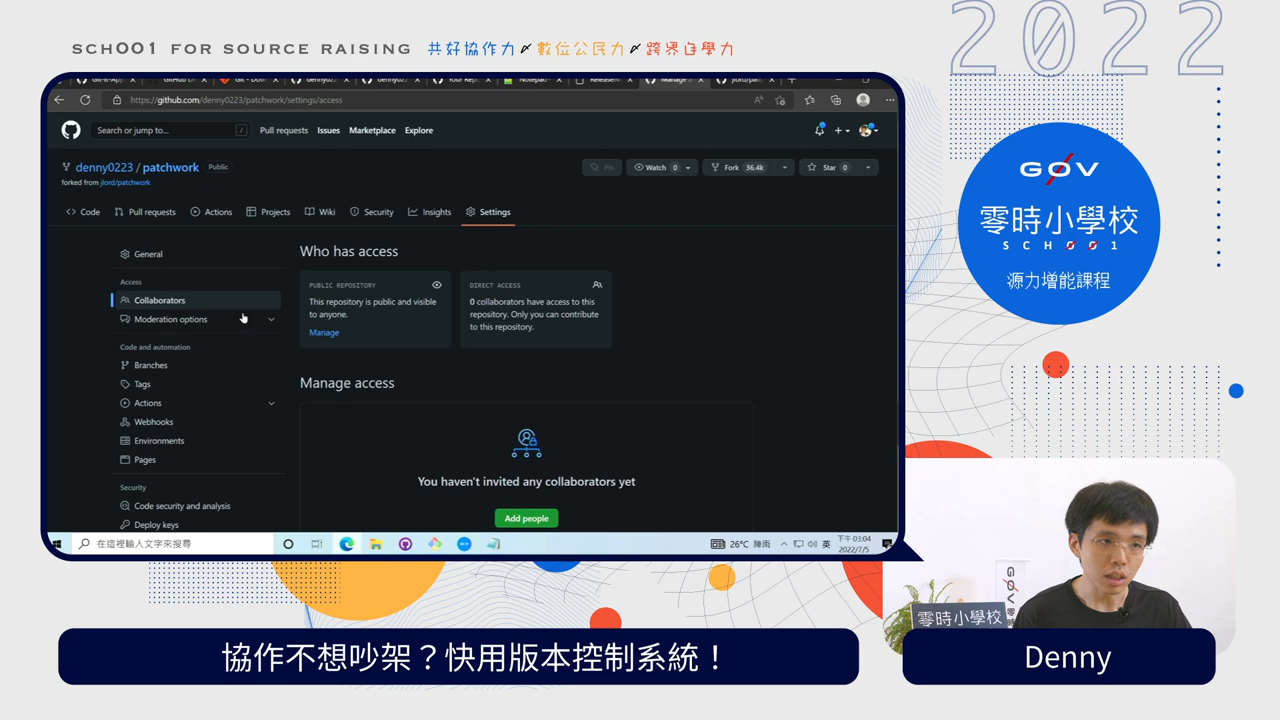 SCHOO1 FOR SOURCE RAISING 共好協作力 數位公民力 跨界自學力
2022
https://github.com/denny0223/patchwork/settings/access
Search or jump to... /
Pull requests Issues Marketplace Explore
denny0223 / patchwork Public
forked from jlord/patchwork
Pin Watch 0 Fork 36.4k Star 0
Code Pull requests Actions Projects Wiki Security Insights Settings
General
Access
Collaborators
Moderation options
Code and automation
Branches
Tags
Actions
Webhooks
Environments
Pages
Security
Code security and analysis
Deploy keys
Who has access
PUBLIC REPOSITORY
This repository is public and visible
to anyone.
Manage
DIRECT ACCESS
0 collaborators have access to this
repository. Only you can contribute
to this repository.
Manage access
You haven't invited any collaborators yet
Add people
在這裡輸入文字來搜尋
26°C 陣雨 英 下午 03:04
2022/7/5
G0V
零時小學校
SCH001
源力增能課程
G0V
零時小學校
協作不想吵架？快用版本控制系統！
Denny